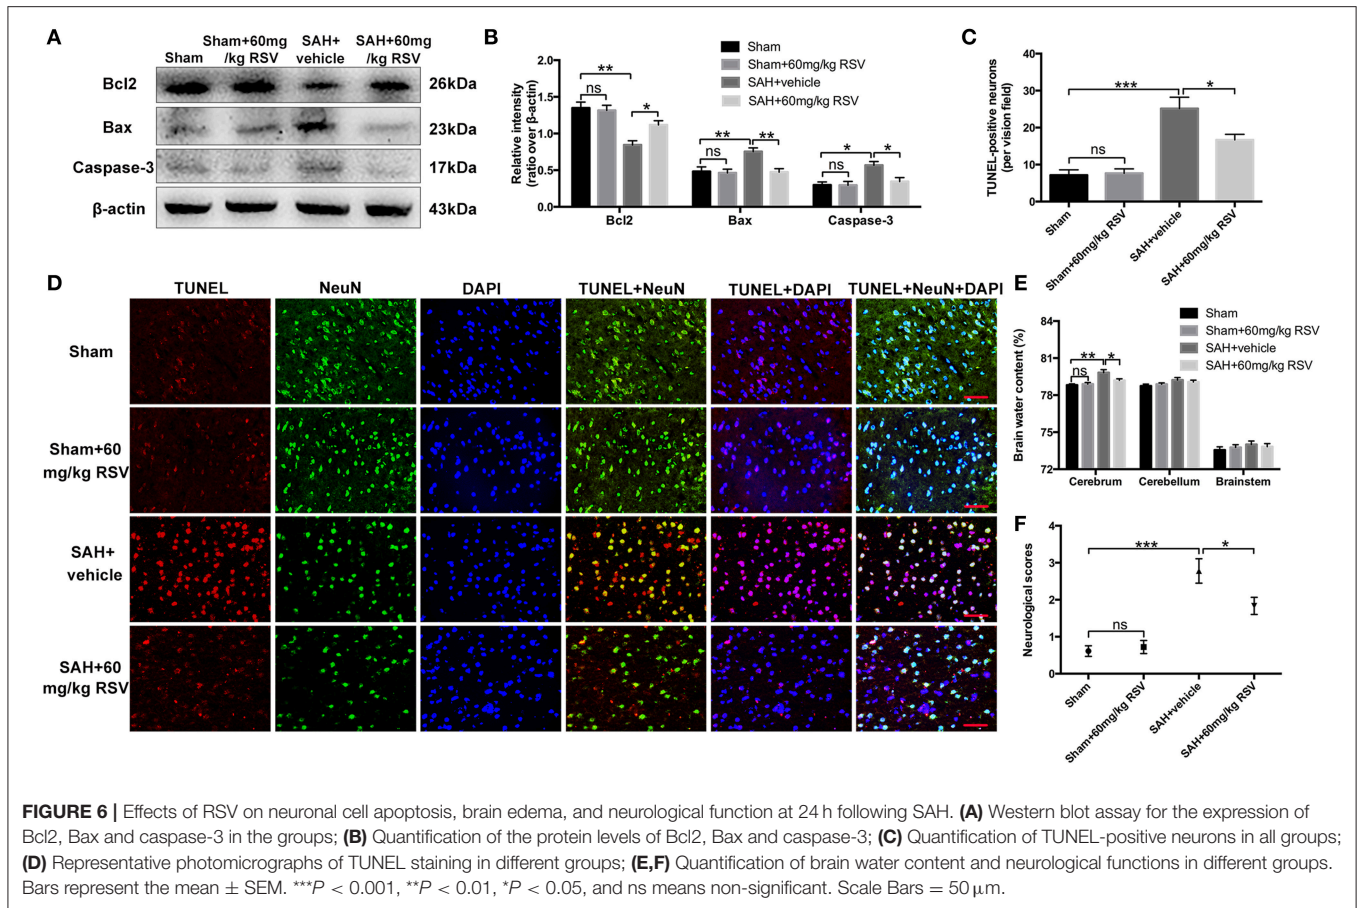 A
Sham
Sham+60mg
/kg RSV
SAH+
vehicle
SAH+60mg
/kg RSV
Bcl2
26kDa
Bax
23kDa
Caspase-3
17kDa
β-actin
43kDa
B
Sham
Sham+60mg/kg RSV
SAH+vehicle
SAH+60mg/kg RSV
Relative intensity
(ratio over β-actin)
2.0
1.5
1.0
0.5
0.0
**
ns
*
**
ns
**
*
ns
*
Bcl2
Bax
Caspase-3
C
TUNEL-positive neurons
(per vision field)
40
30
20
10
0
***
*
ns
Sham
Sham+60mg/kg RSV
SAH+vehicle
SAH+60mg/kg RSV
D
TUNEL
NeuN
DAPI
TUNEL+NeuN
TUNEL+DAPI
TUNEL+NeuN+DAPI
Sham
Sham+60
mg/kg RSV
SAH+
vehicle
SAH+60
mg/kg RSV
E
Sham
Sham+60mg/kg RSV
SAH+vehicle
SAH+60mg/kg RSV
Brain water content (%)
84
81
78
75
72
**
*
ns
Cerebrum
Cerebellum
Brainstem
F
Neurological scores
4
3
2
1
0
***
*
ns
Sham
Sham+60mg/kg RSV
SAH+vehicle
SAH+60mg/kg RSV
FIGURE 6 | Effects of RSV on neuronal cell apoptosis, brain edema, and neurological function at 24 h following SAH. (A) Western blot assay for the expression of
Bcl2, Bax and caspase-3 in the groups; (B) Quantification of the protein levels of Bcl2, Bax and caspase-3; (C) Quantification of TUNEL-positive neurons in all groups;
(D) Representative photomicrographs of TUNEL staining in different groups; (E,F) Quantification of brain water content and neurological functions in different groups.
Bars represent the mean ± SEM. ***P < 0.001, **P < 0.01, *P < 0.05, and ns means non-significant. Scale Bars = 50 μm.